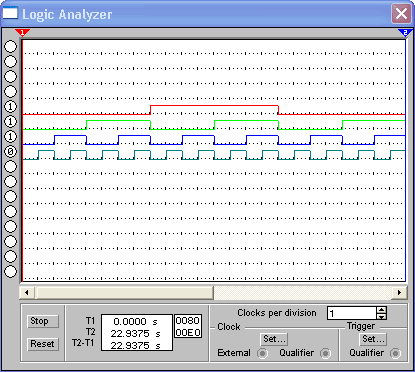 Logic Analyzer
1 2
1
1
1
0
Clocks per division 1
Stop
Reset
T1 0.0000 s 0080
T2 22.9375 s 00E0
T2-T1 22.9375 s
Clock Trigger
Set... Set...
External Qualifier Qualifier